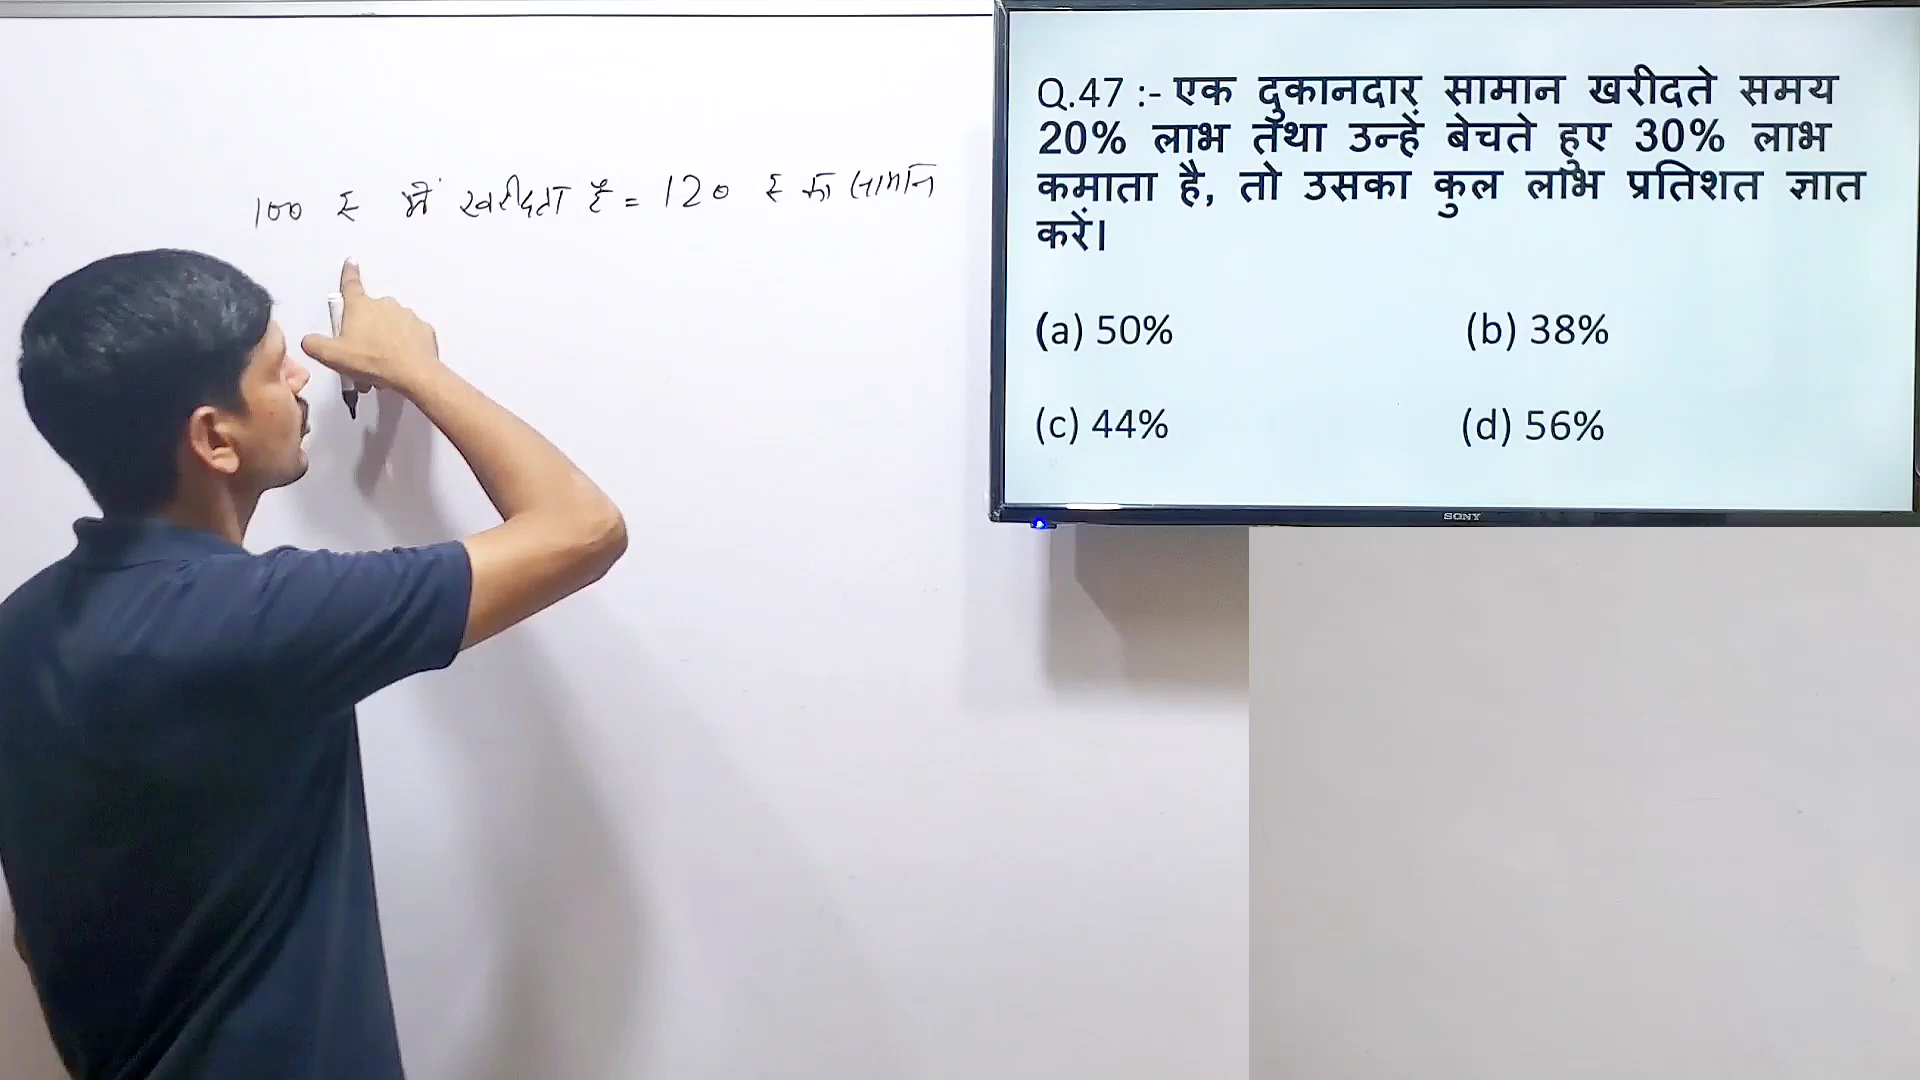 100 रु में खरीदता है = 120 रु का सामान
Q.47 :- एक दुकानदार सामान खरीदते समय
20% लाभ तथा उन्हें बेचते हुए 30% लाभ
कमाता है, तो उसका कुल लाभ प्रतिशत ज्ञात
करें।
(a) 50% (b) 38%
(c) 44% (d) 56%
SONY